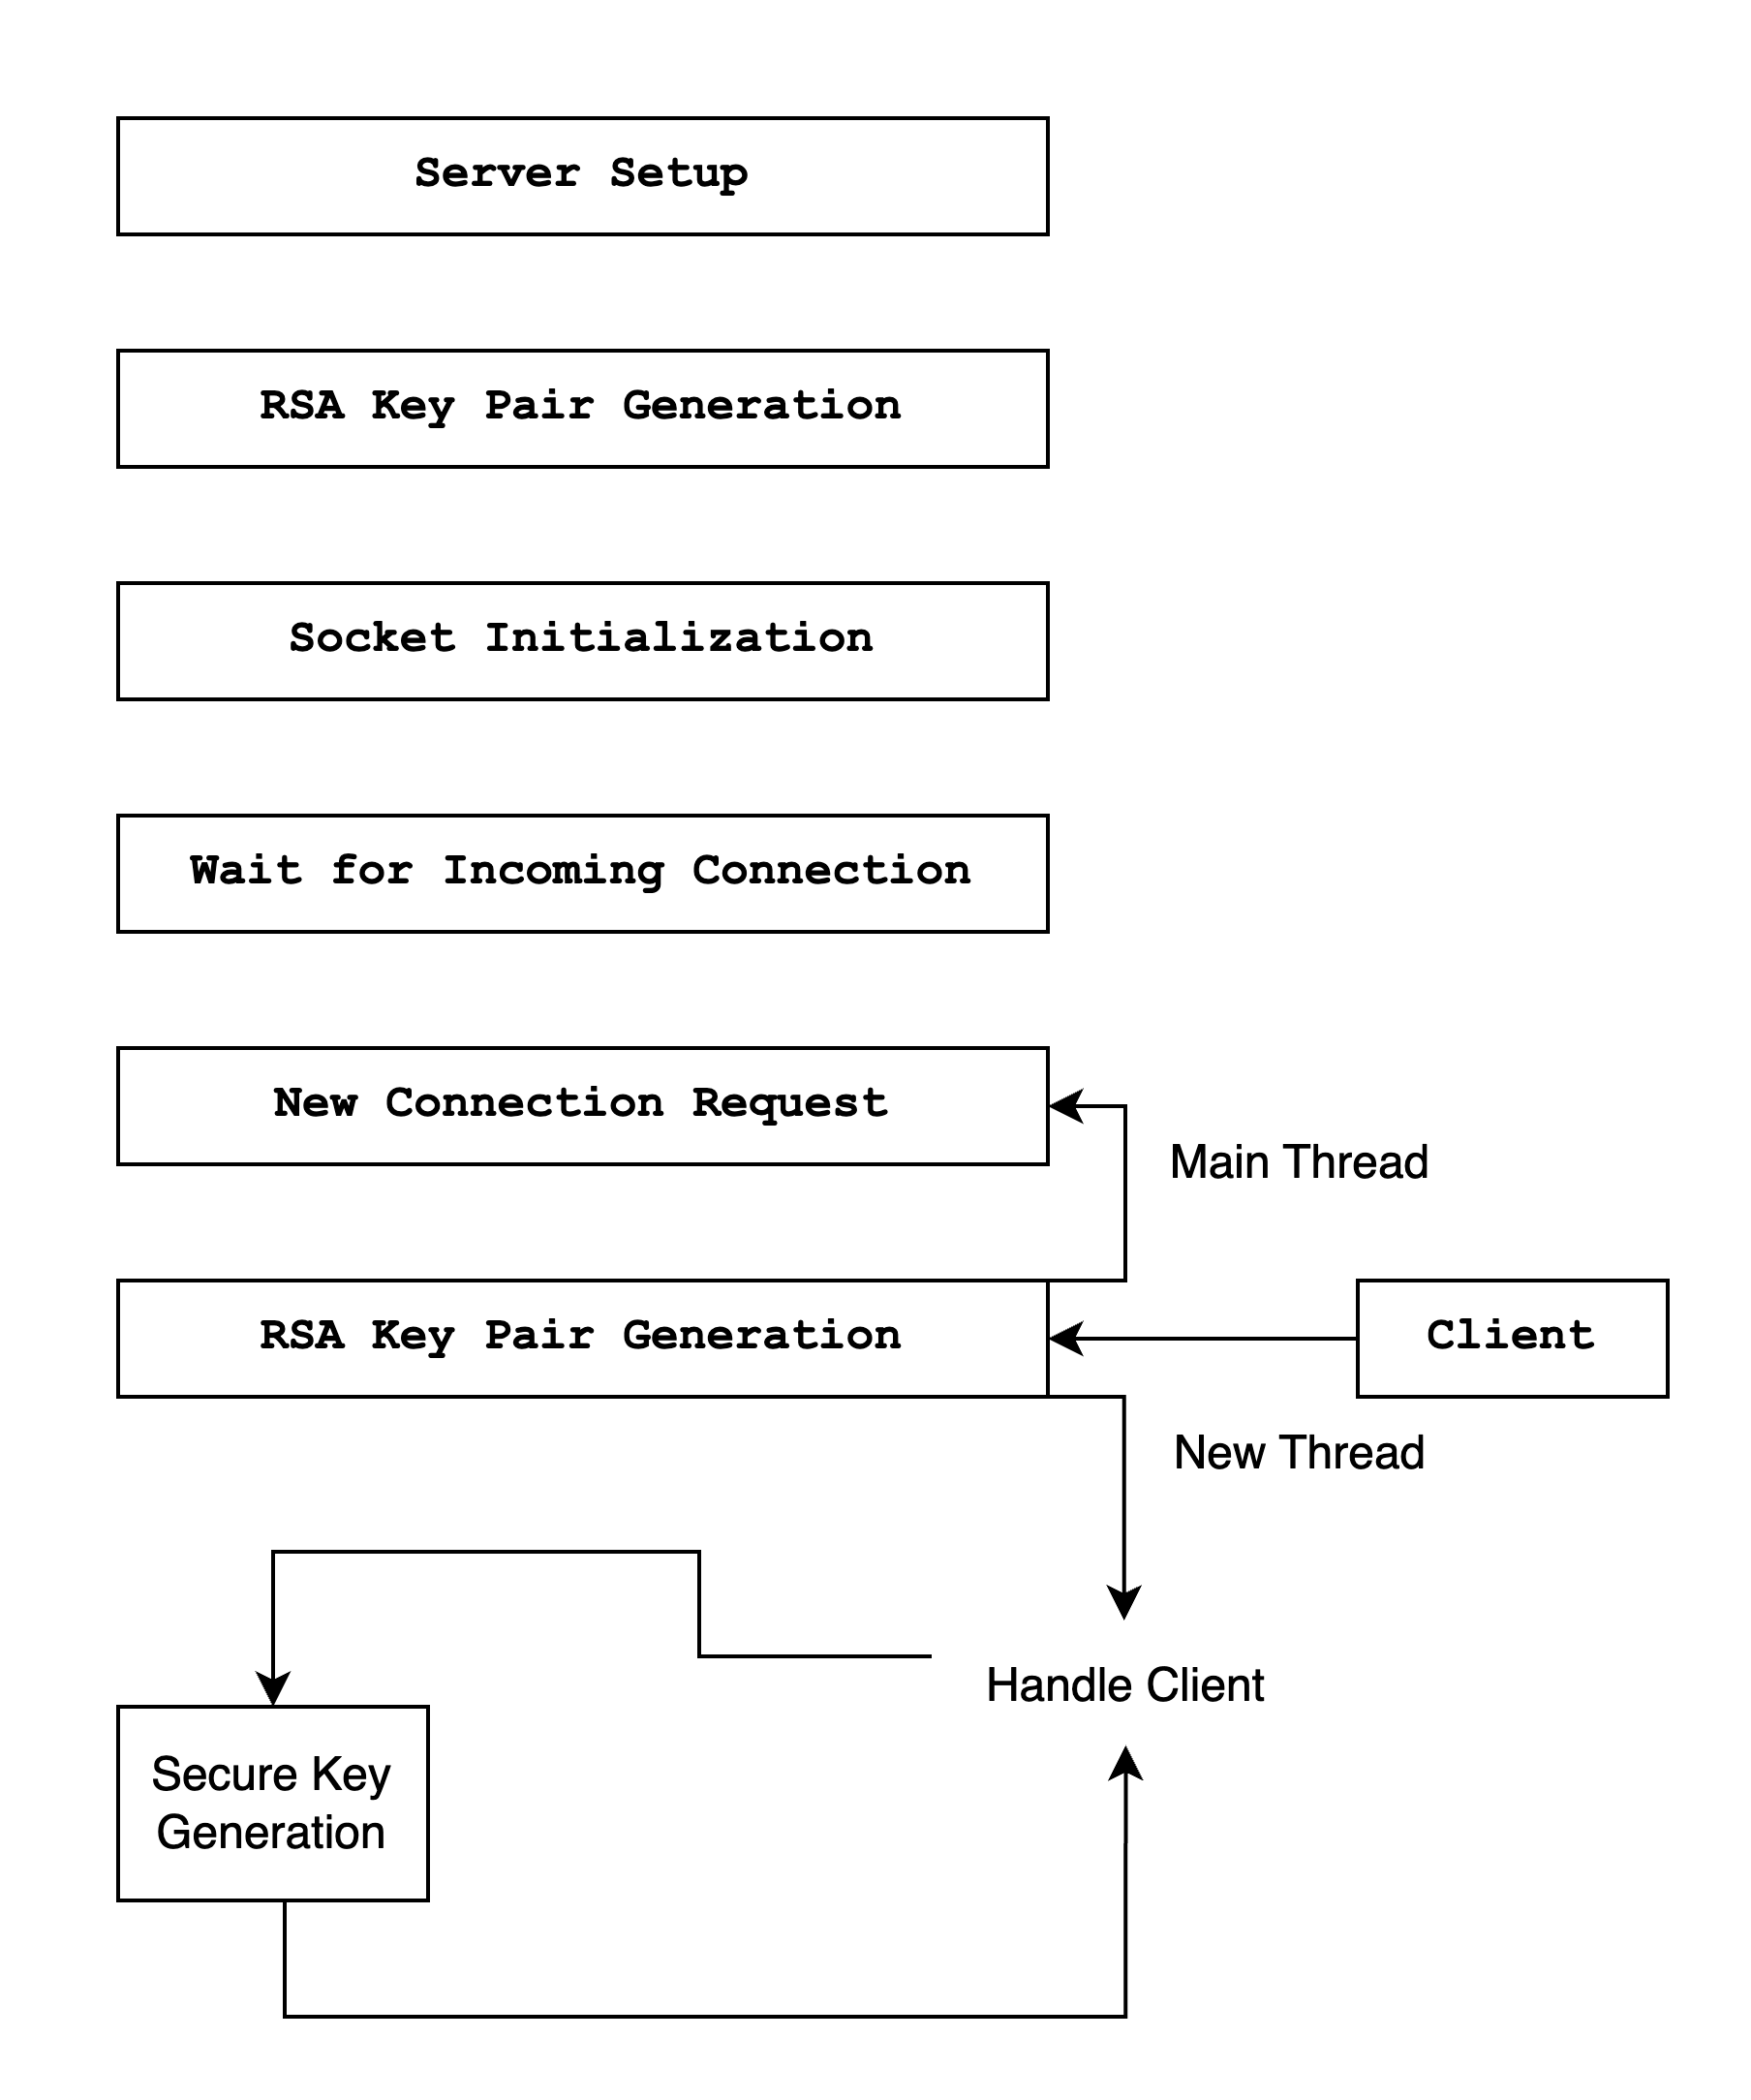 Server Setup
RSA Key Pair Generation
Socket Initialization
Wait for Incoming Connection
New Connection Request
Main Thread
RSA Key Pair Generation
Client
New Thread
Handle Client
Secure Key
Generation